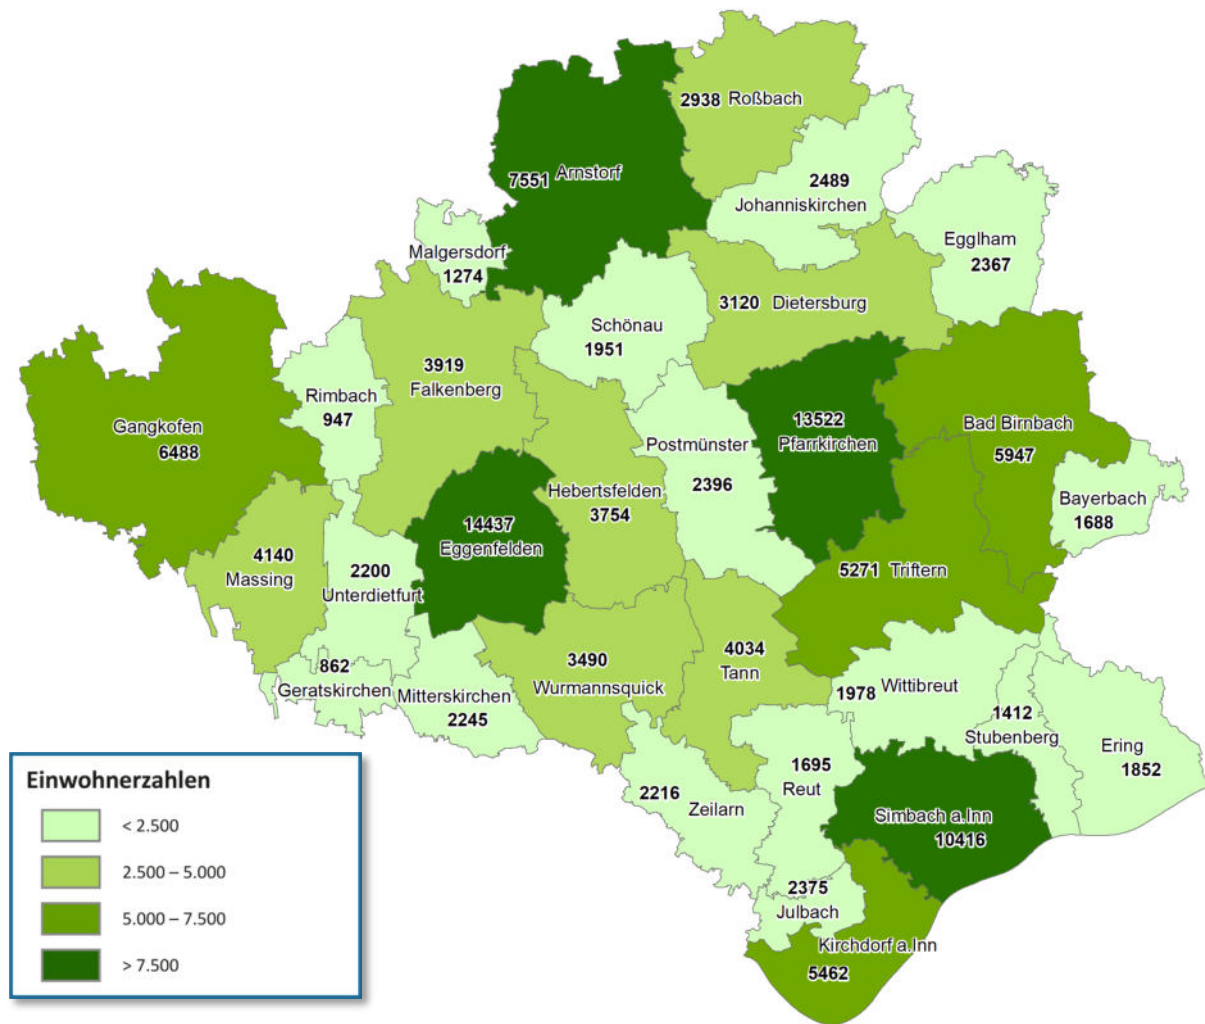 2938 Roßbach
7551 Arnstorf
2489
Johanniskirchen
Egglham
2367
Malgersdorf
1274
3120 Dietersburg
Schönau
1951
3919
Falkenberg
Rimbach
947
Gangkofen
6488
13522
Pfarrkirchen
Bad Birnbach
5947
Postmünster
2396
Hebertsfelden
3754
Bayerbach
1688
14437
Eggenfelden
4140
Massing
2200
Unterdietfurt
5271 Triftern
862
Geratskirchen
Mitterskirchen
2245
3490
Wurmannsquick
4034
Tann
1978 Wittibreut
1412
Stubenberg
Ering
1852
1695
Reut
2216 Zeilarn
Simbach a.Inn
10416
2375
Julbach
Kirchdorf a.Inn
5462
Einwohnerzahlen
< 2.500
2.500 – 5.000
5.000 – 7.500
> 7.500